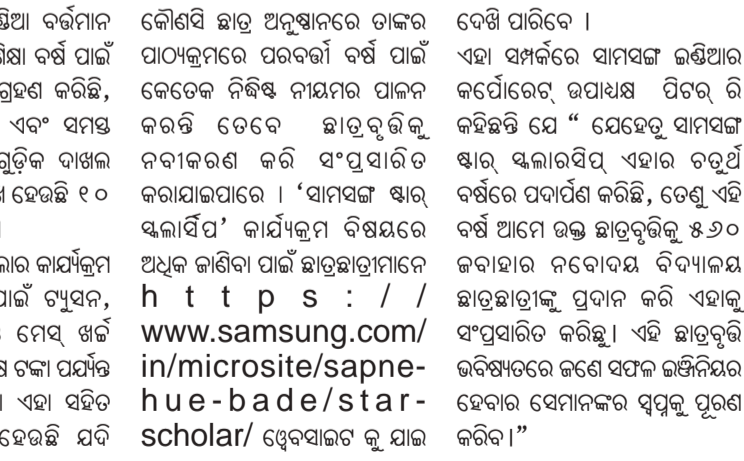 ଣ୍ଡିଆ ବର୍ତ୍ତମାନ
ଶିକ୍ଷା ବର୍ଷ ପାଇଁ
ଗ୍ରହଣ କରିଛି,
ଏବଂ ସମସ୍ତ
ଗୁଡ଼ିକ ଦାଖଲ
ହେଉଛି ୧୦
।
କାର୍ଯ୍ୟକ୍ରମ
ପାଇଁ ଟ୍ୟୁସନ,
ମେସ୍ ଖର୍ଚ୍ଚ
ଟଙ୍କା ପର୍ଯ୍ୟନ୍ତ
। ଏହା ସହିତ
ହେଉଛି ଯଦି
କୌଣସି ଛାତ୍ର ଅନୁଷ୍ଠାନରେ ତାଙ୍କର
ପାଠ୍ୟକ୍ରମରେ ପରବର୍ତ୍ତୀ ବର୍ଷ ପାଇଁ
କେତେକ ନିଦ୍ଧିଷ୍ଟ ନୀୟମର ପାଳନ
କରନ୍ତି ତେବେ ଛାତ୍ରବୃତ୍ତିକୁ
ନବୀକରଣ କରି ସଂପ୍ରସାରିତ
କରାଯାଇପାରେ । ‘ସାମସଙ୍ଗ ଷ୍ଟାର୍
ସ୍କଲାର୍ସିପ’ କାର୍ଯ୍ୟକ୍ରମ ବିଷୟରେ
ଅଧିକ ଜାଣିବା ପାଇଁ ଛାତ୍ରଛାତ୍ରୀମାନେ
https://
www.samsung.com/
in/microsite/sapne-
hue-bade/star-
scholar/ ଓ୍ବେବସାଇଟ କୁ ଯାଇ
ଦେଖି ପାରିବେ ।
ଏହା ସମ୍ପର୍କରେ ସାମସଙ୍ଗ ଇଣ୍ଡିଆର
କର୍ପୋରେଟ୍ ଉପାଧ୍ୟକ୍ଷ ପିଟର୍ ରି
କହିଛନ୍ତି ଯେ “ ଯେହେତୁ ସାମସଙ୍ଗ
ଷ୍ଟାର୍ ସ୍କଲାରସିପ୍ ଏହାର ଚତୁର୍ଥ
ବର୍ଷରେ ପଦାର୍ପଣ କରିଛି, ତେଣୁ ଏହି
ବର୍ଷ ଆମେ ଉକ୍ତ ଛାତ୍ରବୃତ୍ତିକୁ ୫୬୦
ଜବାହାର ନବୋଦୟ ବିଦ୍ୟାଳୟ
ଛାତ୍ରଛାତ୍ରୀଙ୍କୁ ପ୍ରଦାନ କରି ଏହାକୁ
ସଂପ୍ରସାରିତ କରିଛୁ। ଏହି ଛାତ୍ରବୃତ୍ତି
ଭବିଷ୍ୟତରେ ଜଣେ ସଫଳ ଇଞ୍ଜିନିୟର
ହେବାର ସେମାନଙ୍କର ସ୍ୱପ୍ନକୁ ପୂରଣ
କରିବ।”